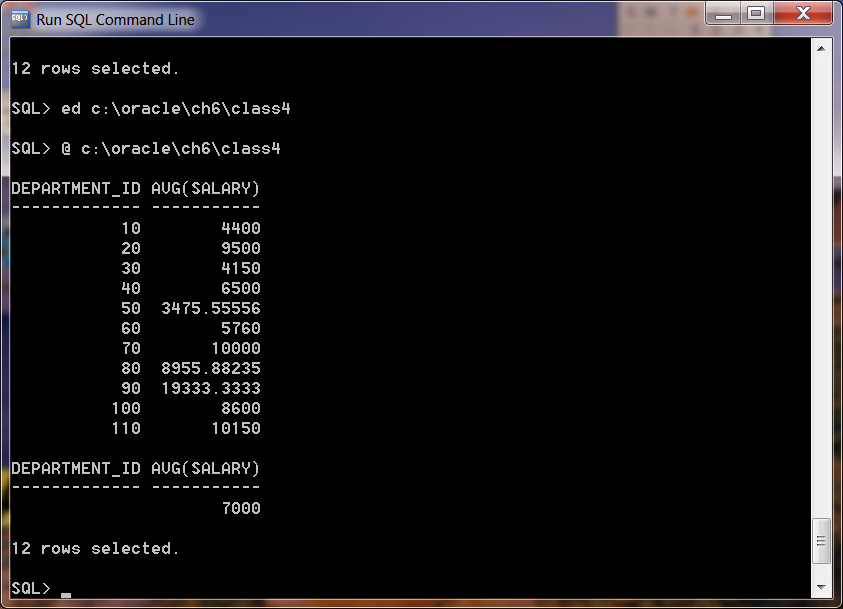 Run SQL Command Line
12 rows selected.
SQL> ed c:\oracle\ch6\class4
SQL> @ c:\oracle\ch6\class4
DEPARTMENT_ID AVG(SALARY)
------------- -----------
10 4400
20 9500
30 4150
40 6500
50 3475.55556
60 5760
70 10000
80 8955.88235
90 19333.3333
100 8600
110 10150
DEPARTMENT_ID AVG(SALARY)
------------- -----------
7000
12 rows selected.
SQL> _